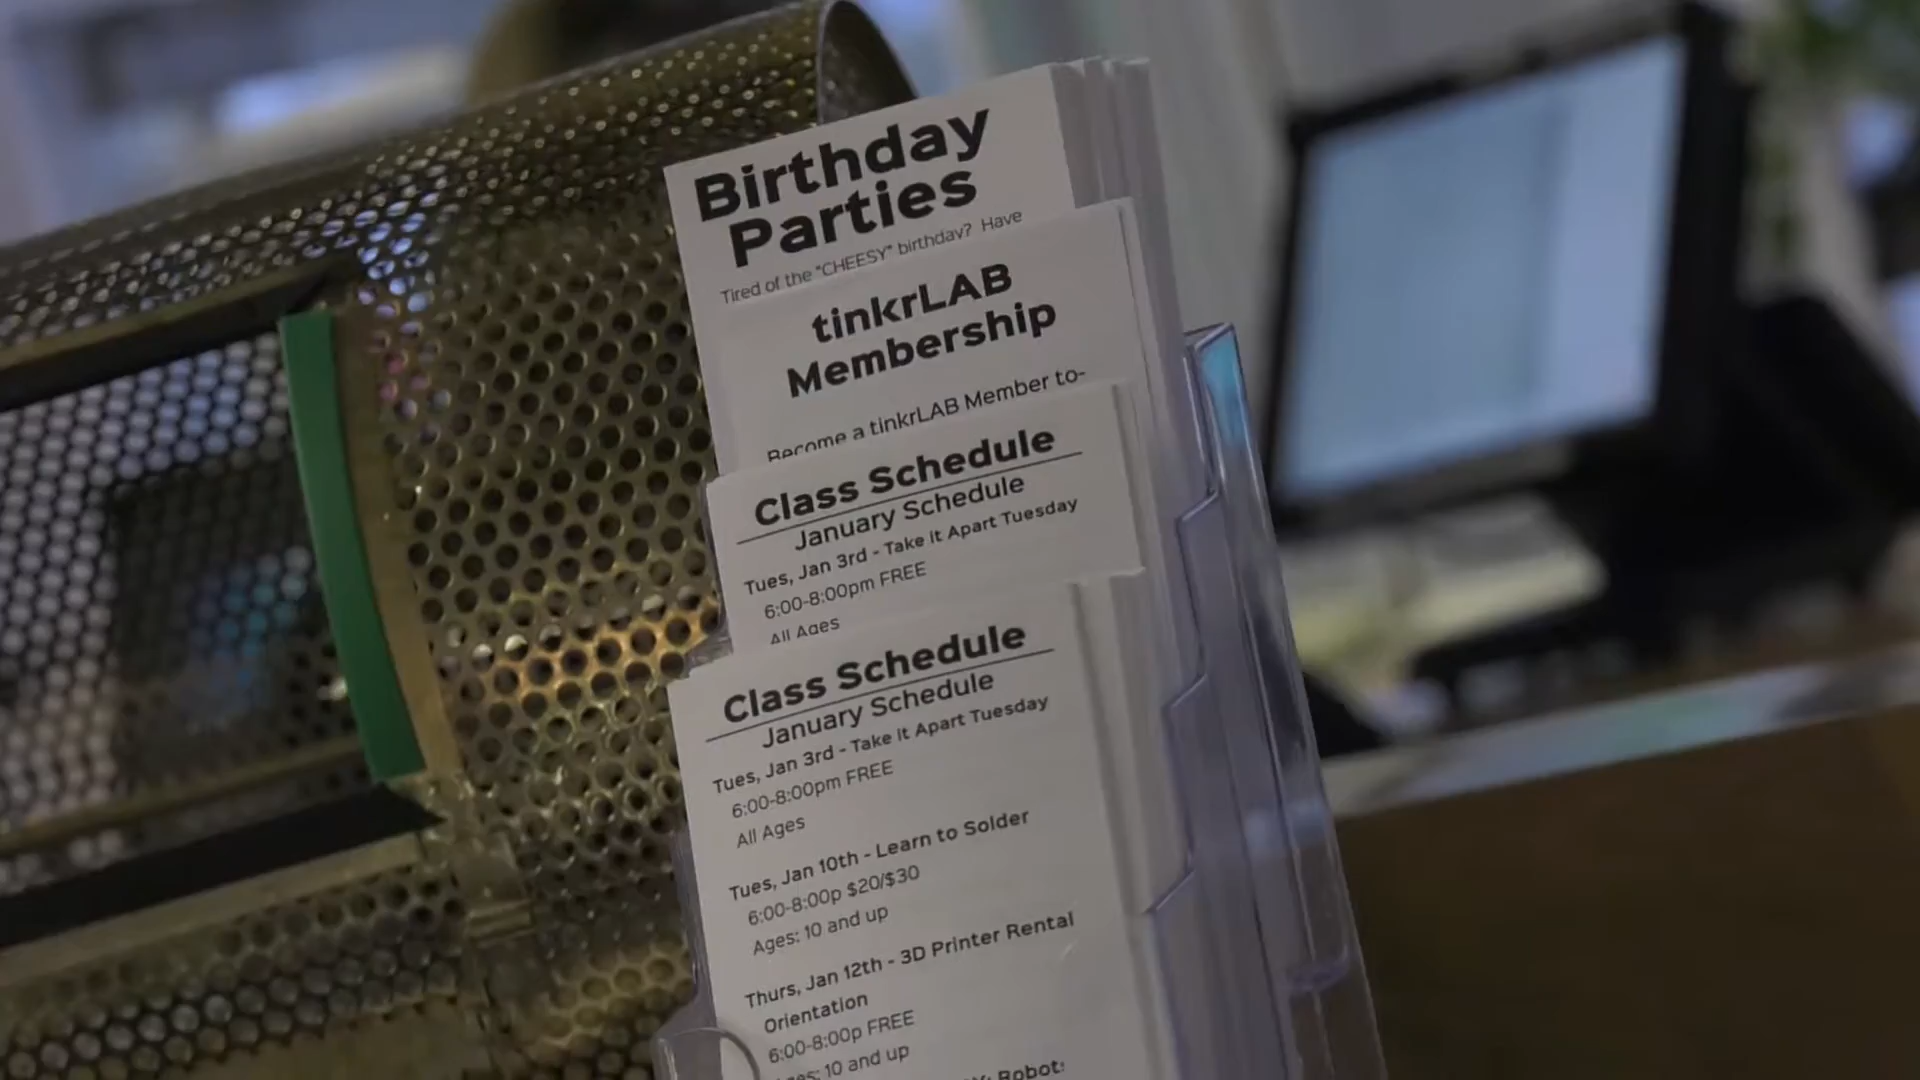 Birthday
Parties
Tired of the "CHEESY" birthday? Have
tinkrLAB
Membership
Become a tinkrLAB Member to-
Class Schedule
January Schedule
Tues, Jan 3rd - Take it Apart Tuesday
6:00-8:00pm FREE
All Ages
Class Schedule
January Schedule
Tues, Jan 3rd - Take it Apart Tuesday
6:00-8:00pm FREE
All Ages
Tues, Jan 10th - Learn to Solder
6:00-8:00p $20/$30
Ages: 10 and up
Thurs, Jan 12th - 3D Printer Rental
Orientation
6:00-8:00p FREE
10 and up